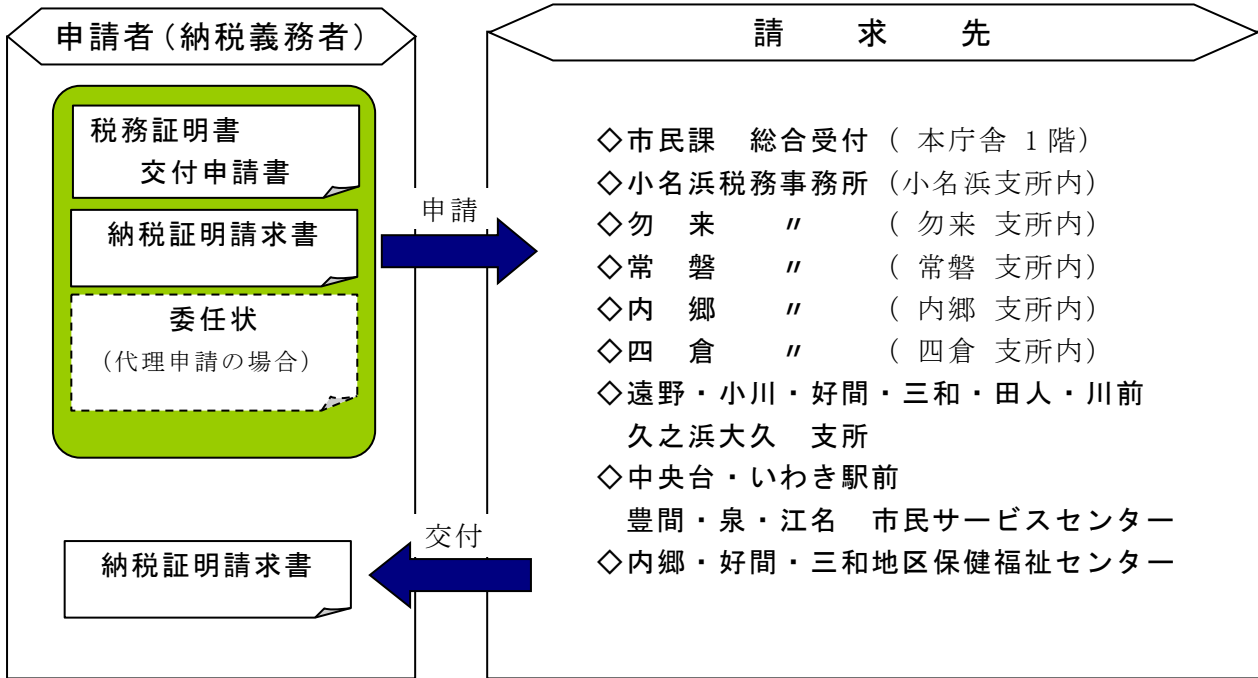 申請者(納税義務者)
税務証明書
交付申請書
納税証明請求書
委任状
(代理申請の場合)
申請
交付
納税証明請求書
請　求　先
◇市民課　総合受付（ 本庁舎 1階）
◇小名浜税務事務所（小名浜支所内）
◇勿　来　　〃　　（ 勿来 支所内）
◇常　磐　　〃　　（ 常磐 支所内）
◇内　郷　　〃　　（ 内郷 支所内）
◇四　倉　　〃　　（ 四倉 支所内）
◇遠野・小川・好間・三和・田人・川前
久之浜大久　支所
◇中央台・いわき駅前
豊間・泉・江名　市民サービスセンター
◇内郷・好間・三和地区保健福祉センター